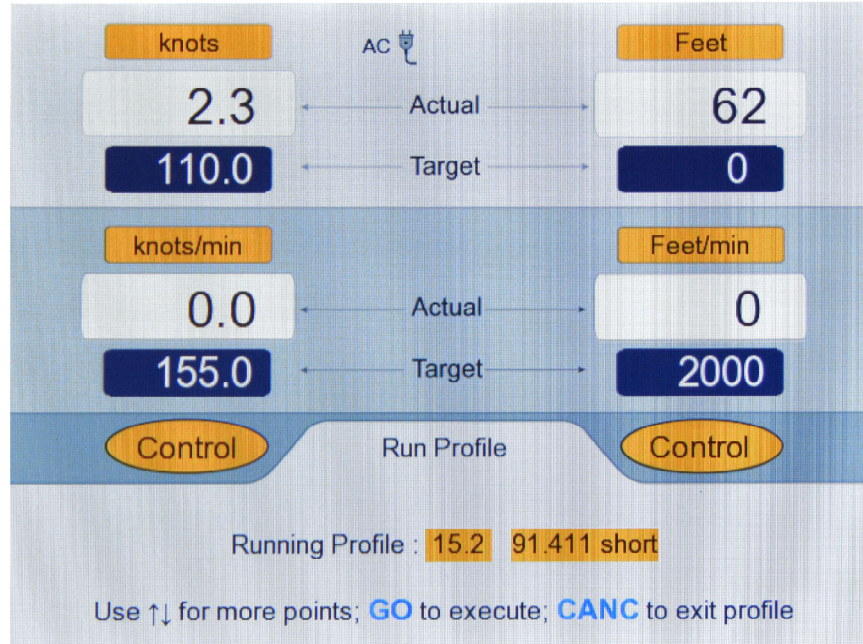 knots AC Feet
2.3 Actual 62
110.0 Target 0
knots/min Feet/min
0.0 Actual 0
155.0 Target 2000
Control Run Profile Control
Running Profile : 15.2 91.411 short
Use ↑↓ for more points; GO to execute; CANC to exit profile